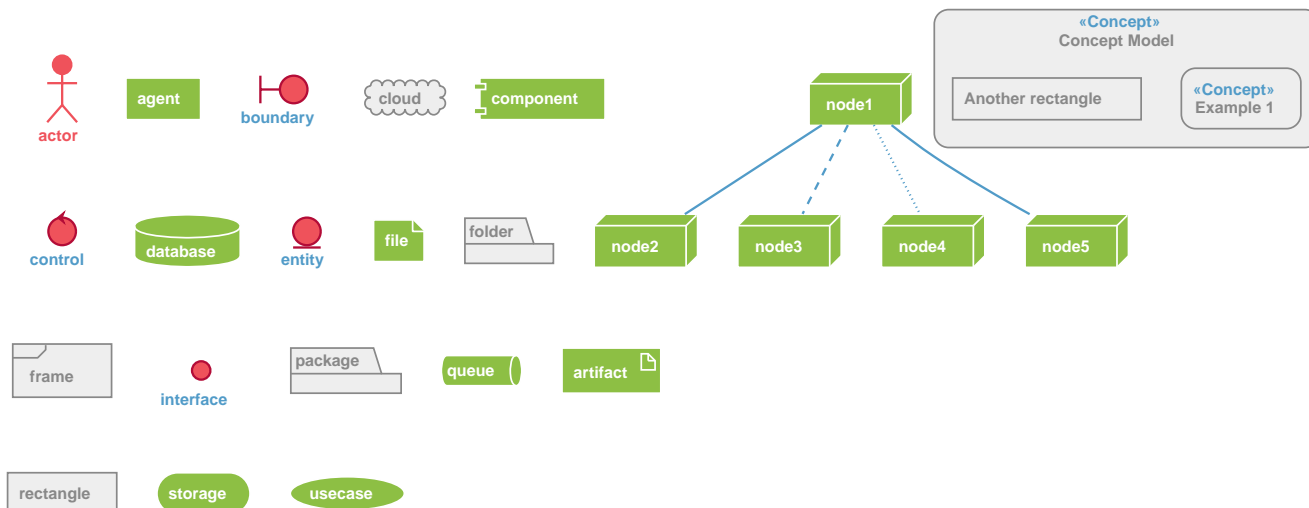 «Concept»
Concept Model
actor
agent
boundary
cloud
component
node1
Another rectangle
«Concept»
Example 1
control
database
entity
file
folder
node2
node3
node4
node5
frame
interface
package
queue
artifact
rectangle
storage
usecase